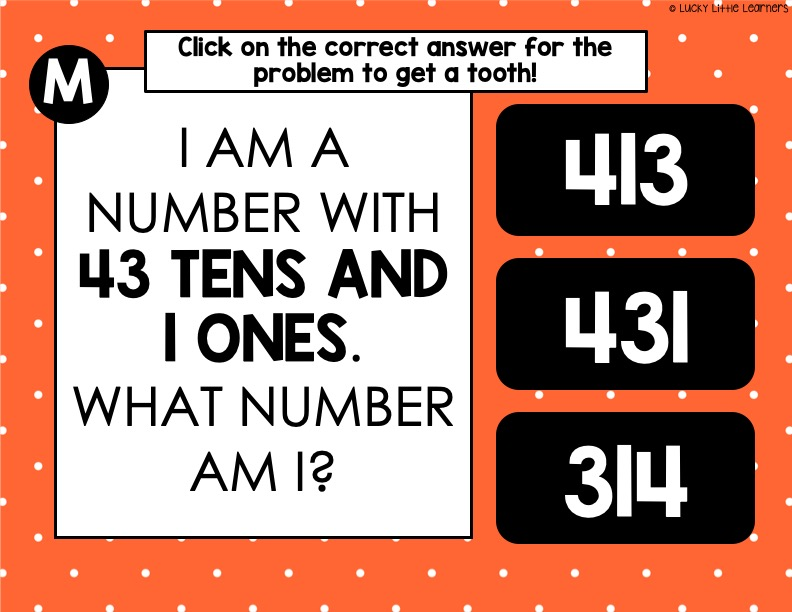 © Lucky Little Learners
Click on the correct answer for the
problem to get a tooth!
M
I AM A
NUMBER WITH
43 TENS AND
1 ONES.
WHAT NUMBER
AM I?
413
431
314